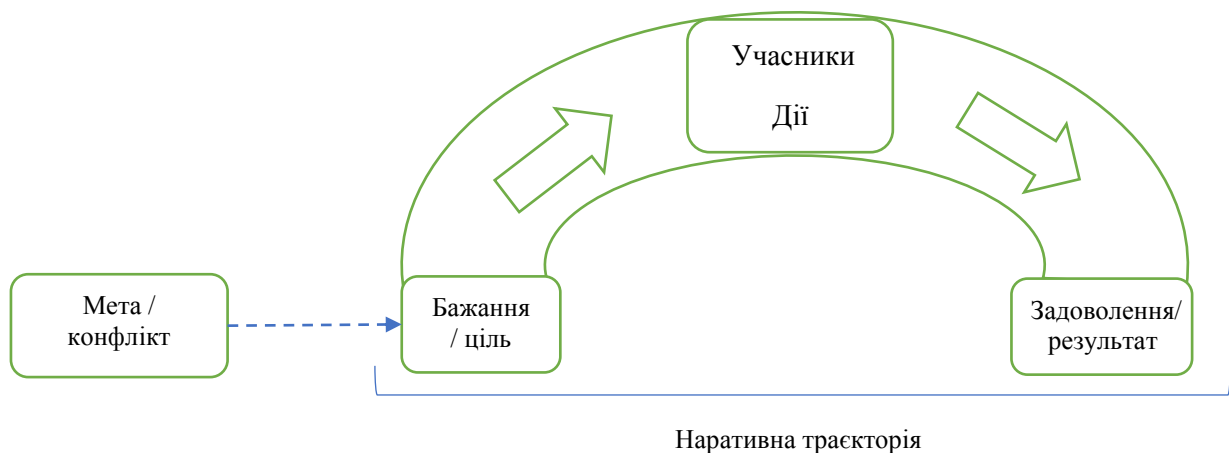 Учасники
Дії
Мета /
конфлікт
Бажання
/ ціль
Задоволення/
результат
Наративна траєкторія